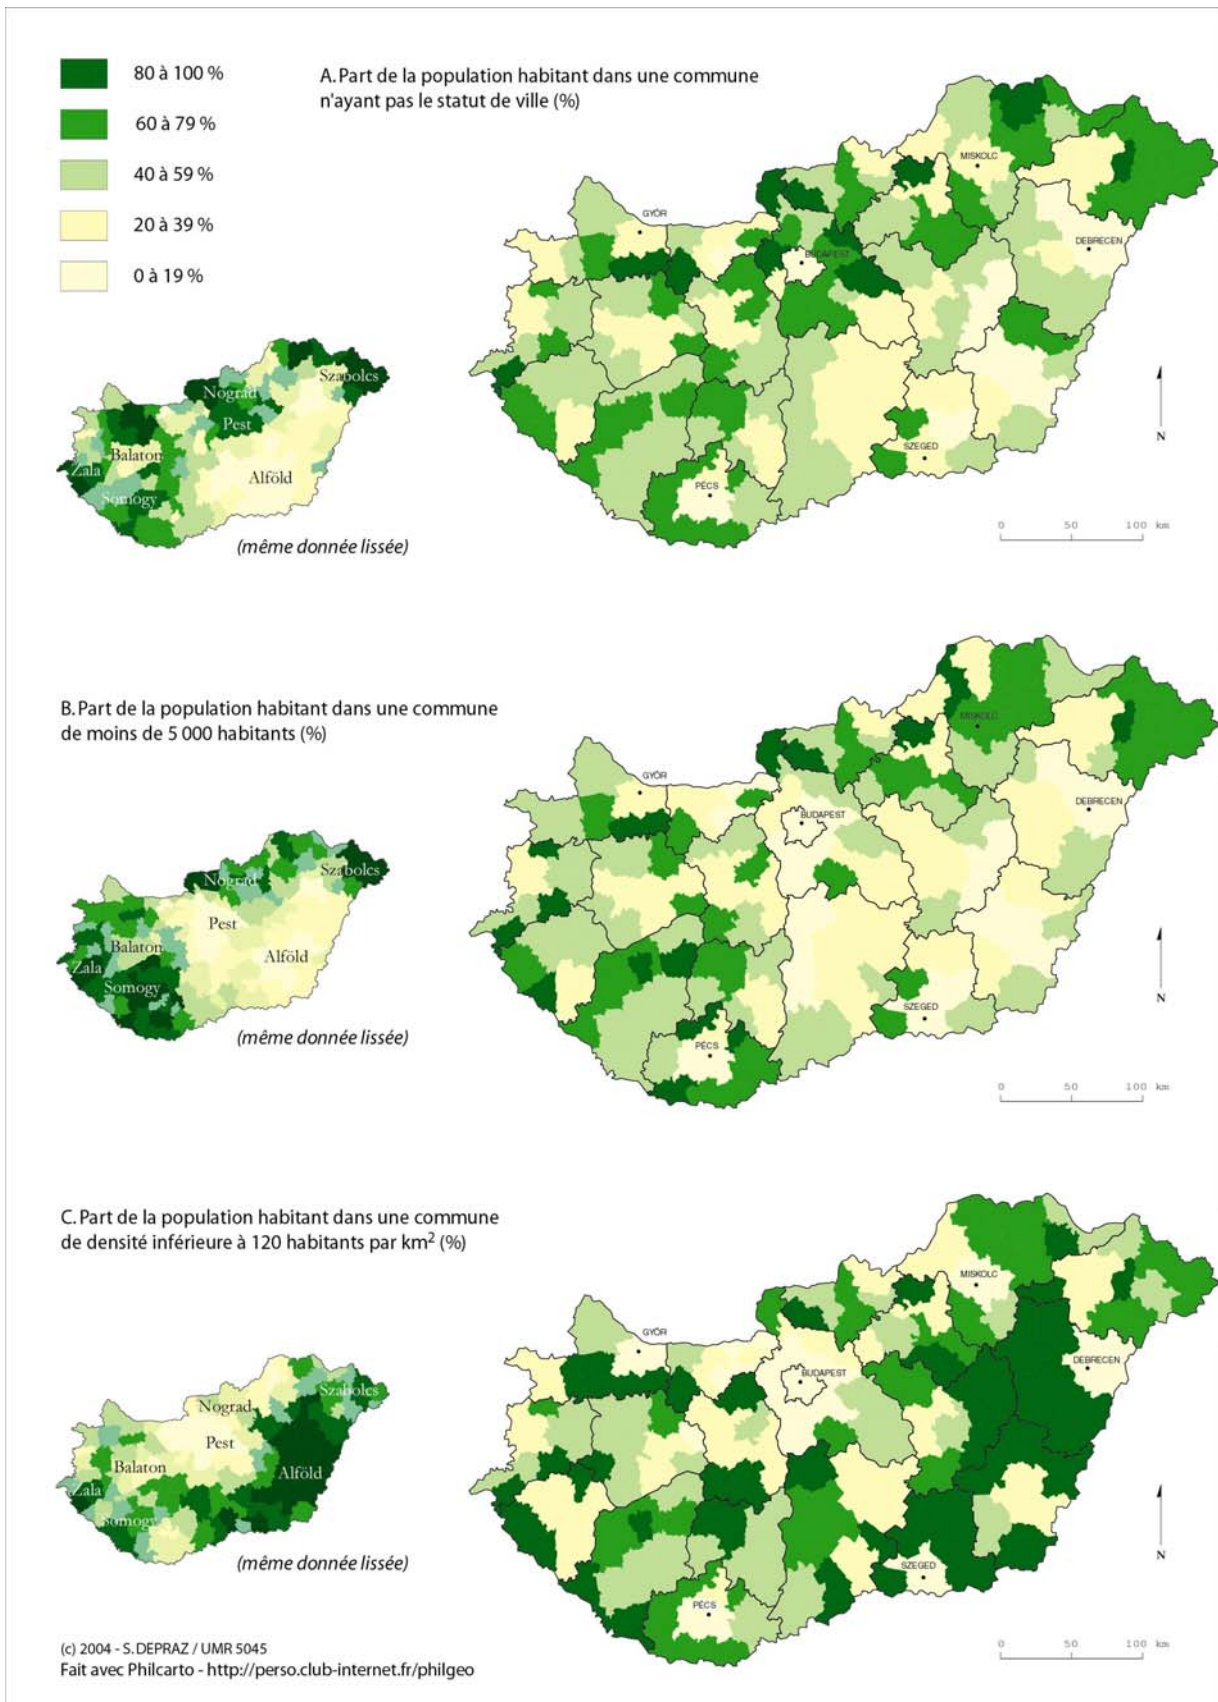 80 à 100 %
60 à 79 %
40 à 59 %
20 à 39 %
0 à 19 %
A. Part de la population habitant dans une commune
n'ayant pas le statut de ville (%)
MISKOLC
GYÖR
BUDAPEST
DEBRECEN
SZEGED
PÉCS
N
0 50 100 km
Nograd
Szabolcs
Pest
Balaton
Zala
Alföld
Somogy
(même donnée lissée)
B. Part de la population habitant dans une commune
de moins de 5 000 habitants (%)
MISKOLC
GYÖR
BUDAPEST
DEBRECEN
SZEGED
PÉCS
N
0 50 100 km
Nograd
Szabolcs
Pest
Balaton
Zala
Alföld
Somogy
(même donnée lissée)
C. Part de la population habitant dans une commune
de densité inférieure à 120 habitants par km² (%)
MISKOLC
GYÖR
BUDAPEST
DEBRECEN
SZEGED
PÉCS
N
0 50 100 km
Szabolcs
Nograd
Pest
Balaton
Alföld
Zala
Somogy
(même donnée lissée)
(c) 2004 - S. DEPRAZ / UMR 5045
Fait avec Philcarto - http://perso.club-internet.fr/philgeo